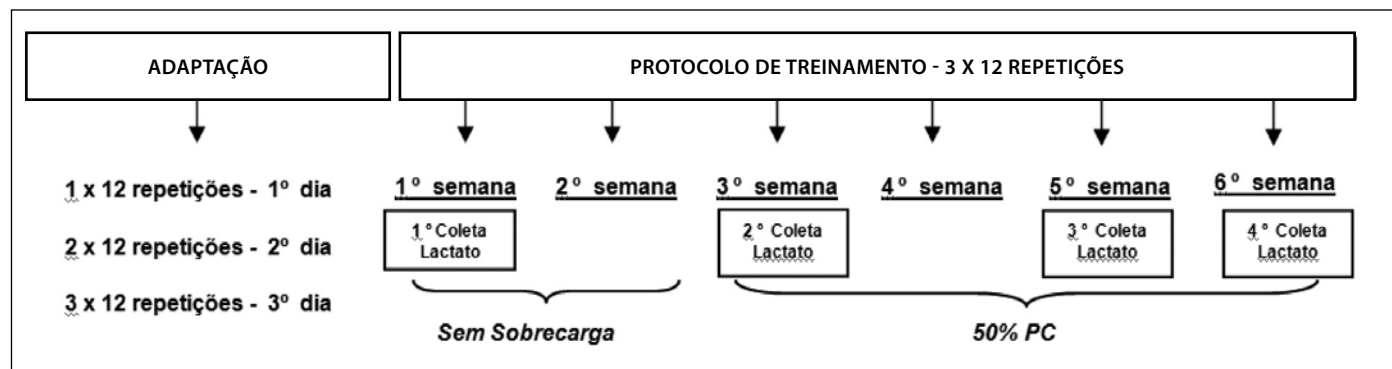 ADAPTAÇÃO
PROTOCOLO DE TREINAMENTO - 3 X 12 REPETIÇÕES
1 x 12 repetições - 1º dia
2 x 12 repetições - 2º dia
3 x 12 repetições - 3º dia
1º semana
2º semana
3º semana
4º semana
5º semana
6º semana
1º Coleta
Lactato
2º Coleta
Lactato
3º Coleta
Lactato
4º Coleta
Lactato
Sem Sobrecarga
50% PC